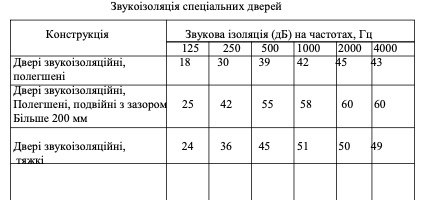 Звукоізоляція спеціальних дверей
Конструкція Звукова ізоляція (дБ) на частотах, Гц
125 250 500 1000 2000 4000
Двері звукоізоляційні, 18 30 39 42 45 43
полегшені
Двері звукоізоляційні,
Полегшені, подвійні з зазором 25 42 55 58 60 60
Більше 200 мм
Двері звукоізоляційні, 24 36 45 51 50 49
тяжкі